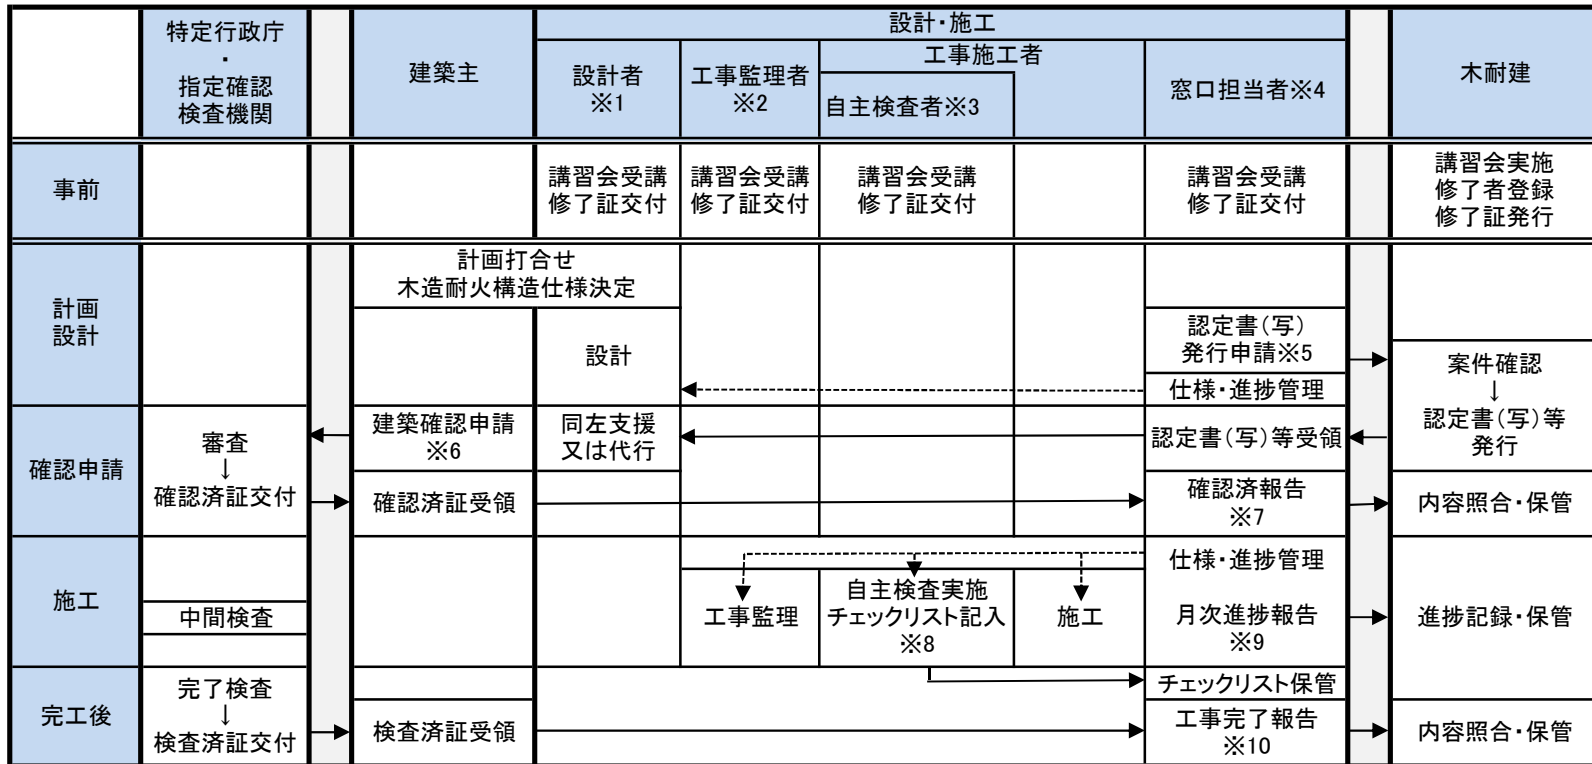 設計・施工
特定行政庁
・
指定確認
検査機関
建築主
設計者
※1
工事監理者
※2
工事施工者
自主検査者※3
窓口担当者※4
木耐建
事前
講習会受講
修了証交付
講習会受講
修了証交付
講習会受講
修了証交付
講習会受講
修了証交付
講習会実施
修了者登録
修了証発行
計画
設計
計画打合せ
木造耐火構造仕様決定
設計
認定書(写)
発行申請※5
仕様・進捗管理
案件確認
↓
認定書(写)等
発行
確認申請
審査
↓
確認済証交付
建築確認申請
※6
同左支援
又は代行
認定書(写)等受領
確認済証受領
確認済報告
※7
内容照合・保管
施工
中間検査
工事監理
自主検査実施
チェックリスト記入
※8
施工
仕様・進捗管理
月次進捗報告
※9
進捗記録・保管
完工後
完了検査
↓
検査済証交付
検査済証受領
チェックリスト保管
工事完了報告
※10
内容照合・保管